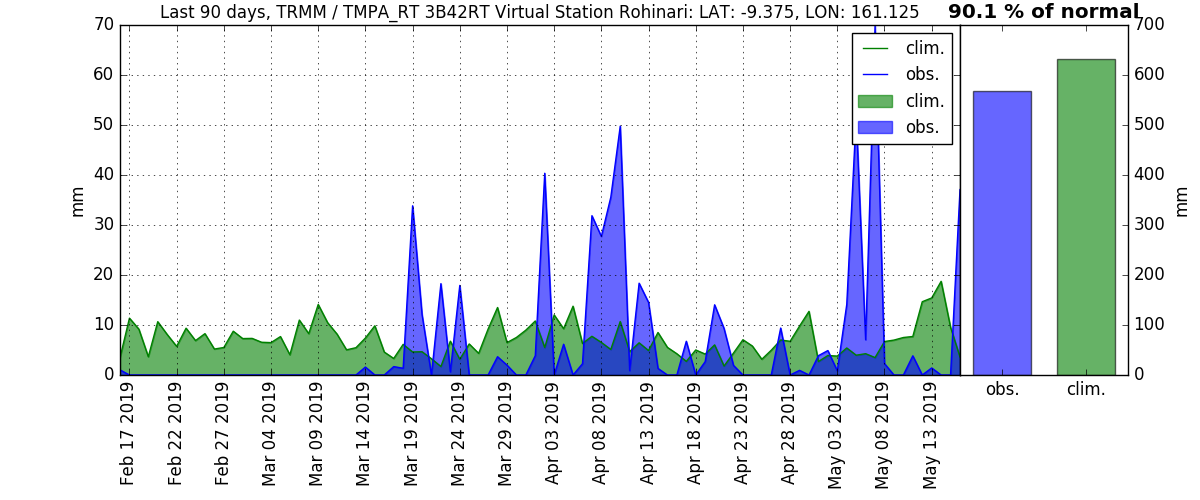 Last 90 days, TRMM / TMPA_RT 3B42RT Virtual Station Rohinari: LAT: -9.375, LON: 161.125
90.1 % of normal
70
60
50
40
30
20
10
0
mm
clim.
obs.
clim.
obs.
700
600
500
400
300
200
100
0
mm
Feb 17 2019
Feb 22 2019
Feb 27 2019
Mar 04 2019
Mar 09 2019
Mar 14 2019
Mar 19 2019
Mar 24 2019
Mar 29 2019
Apr 03 2019
Apr 08 2019
Apr 13 2019
Apr 18 2019
Apr 23 2019
Apr 28 2019
May 03 2019
May 08 2019
May 13 2019
obs.
clim.